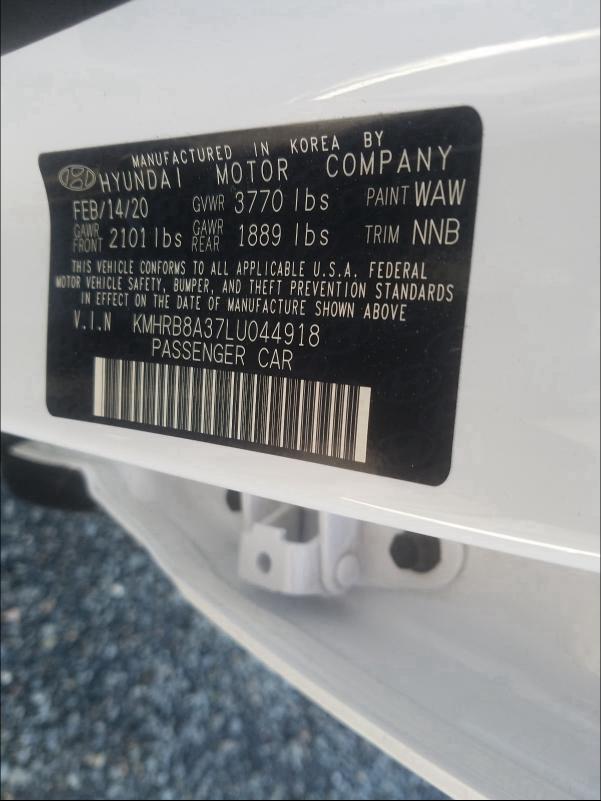 MANUFACTURED IN KOREA BY
HYUNDAI MOTOR COMPANY
FEB/14/20 GVWR 3770 lbs PAINT WAW
GAWR FRONT 2101 lbs GAWR REAR 1889 lbs TRIM NNB
THIS VEHICLE CONFORMS TO ALL APPLICABLE U.S.A. FEDERAL
MOTOR VEHICLE SAFETY, BUMPER, AND THEFT PREVENTION STANDARDS
IN EFFECT ON THE DATE OF MANUFACTURE SHOWN ABOVE
V.I.N KMHRB8A37LU044918
PASSENGER CAR